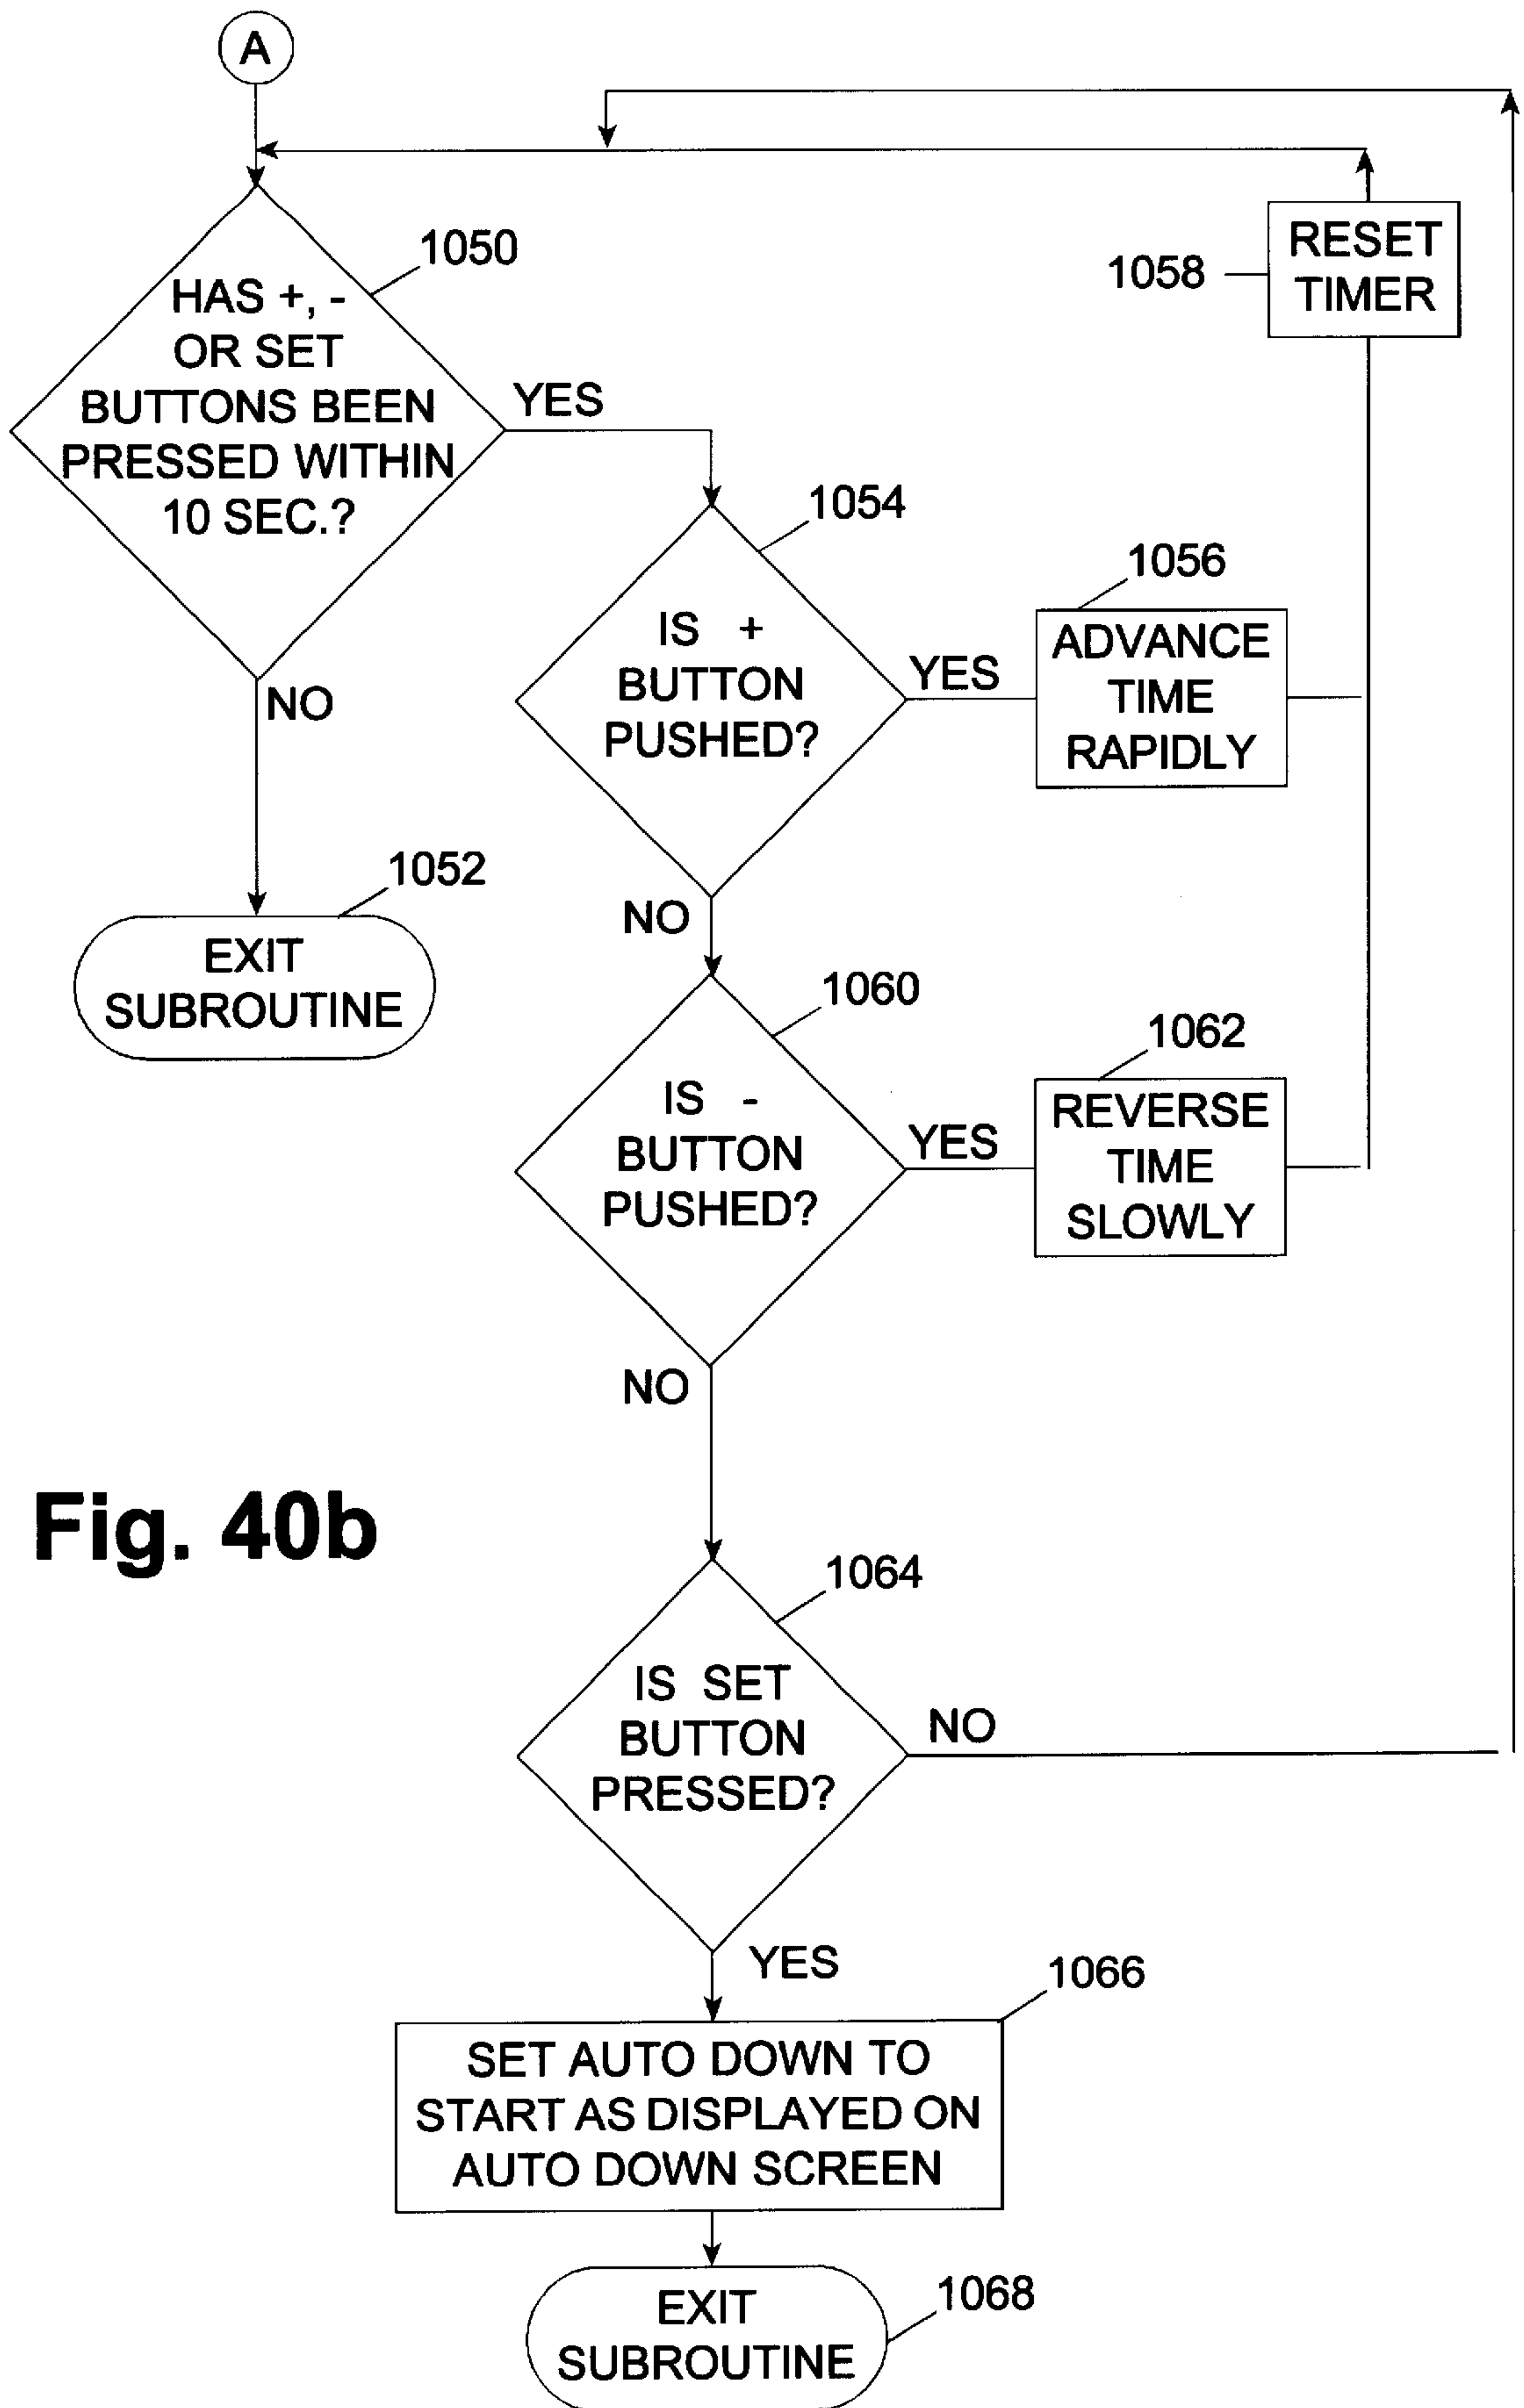 A
1050
HAS +, -
OR SET
BUTTONS BEEN
PRESSED WITHIN
10 SEC.?
YES
NO
1052
EXIT
SUBROUTINE
1058
RESET
TIMER
1054
IS + 
BUTTON
PUSHED?
YES
1056
ADVANCE
TIME
RAPIDLY
NO
1060
IS -
BUTTON
PUSHED?
YES
1062
REVERSE
TIME
SLOWLY
NO
Fig. 40b
1064
IS SET
BUTTON
PRESSED?
NO
YES
1066
SET AUTO DOWN TO
START AS DISPLAYED ON
AUTO DOWN SCREEN
1068
EXIT
SUBROUTINE